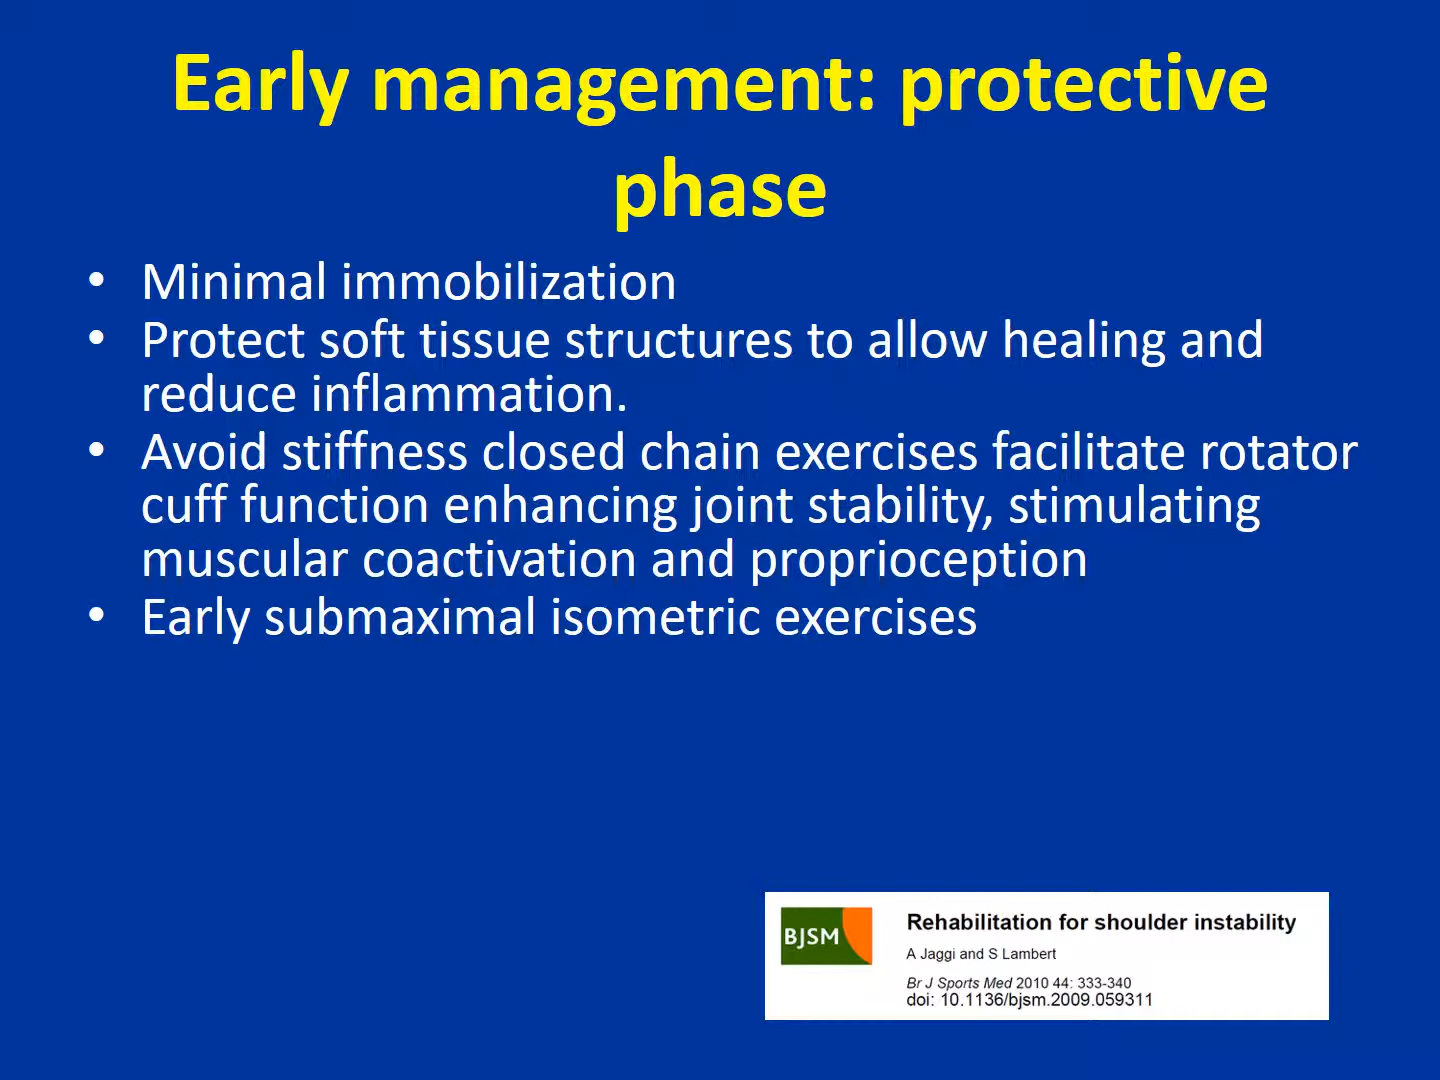 Early management: protective
phase
• Minimal immobilization
• Protect soft tissue structures to allow healing and
reduce inflammation.
• Avoid stiffness closed chain exercises facilitate rotator
cuff function enhancing joint stability, stimulating
muscular coactivation and proprioception
• Early submaximal isometric exercises
BJSM
Rehabilitation for shoulder instability
A Jaggi and S Lambert
Br J Sports Med 2010 44: 333-340
doi: 10.1136/bjsm.2009.059311